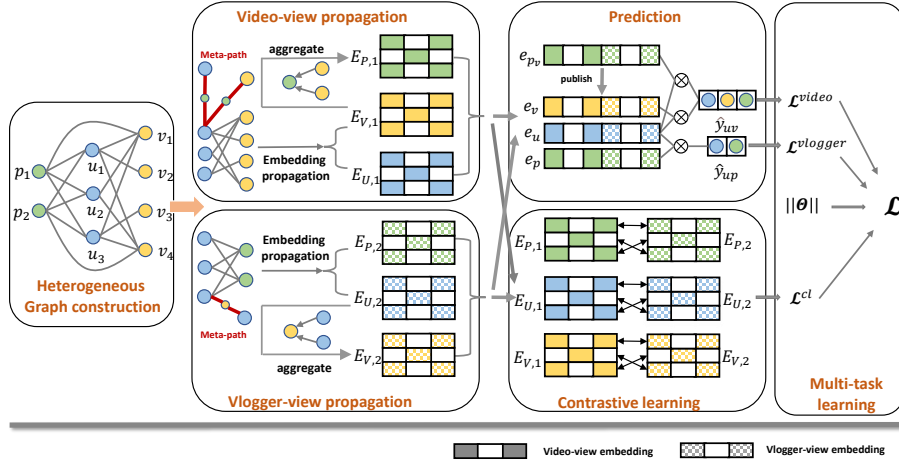 Video-view propagation
Prediction
Meta-path
aggregate
E_{P,1}
E_{V,1}
E_{U,1}
Embedding
propagation
e_{p_v}
publish
e_v
e_u
e_p
ŷ_{uv}
ŷ_{up}
p_1
p_2
u_1
u_2
u_3
v_1
v_2
v_3
v_4
Heterogeneous
Graph construction
Embedding
propagation
E_{P,2}
E_{U,2}
E_{V,2}
Meta-path
aggregate
Vlogger-view propagation
E_{P,1}
E_{P,2}
E_{U,1}
E_{U,2}
E_{V,1}
E_{V,2}
Contrastive learning
ℒ^{video}
ℒ^{vlogger}
||Θ||
ℒ
ℒ^{cl}
Multi-task
learning
Video-view embedding
Vlogger-view embedding